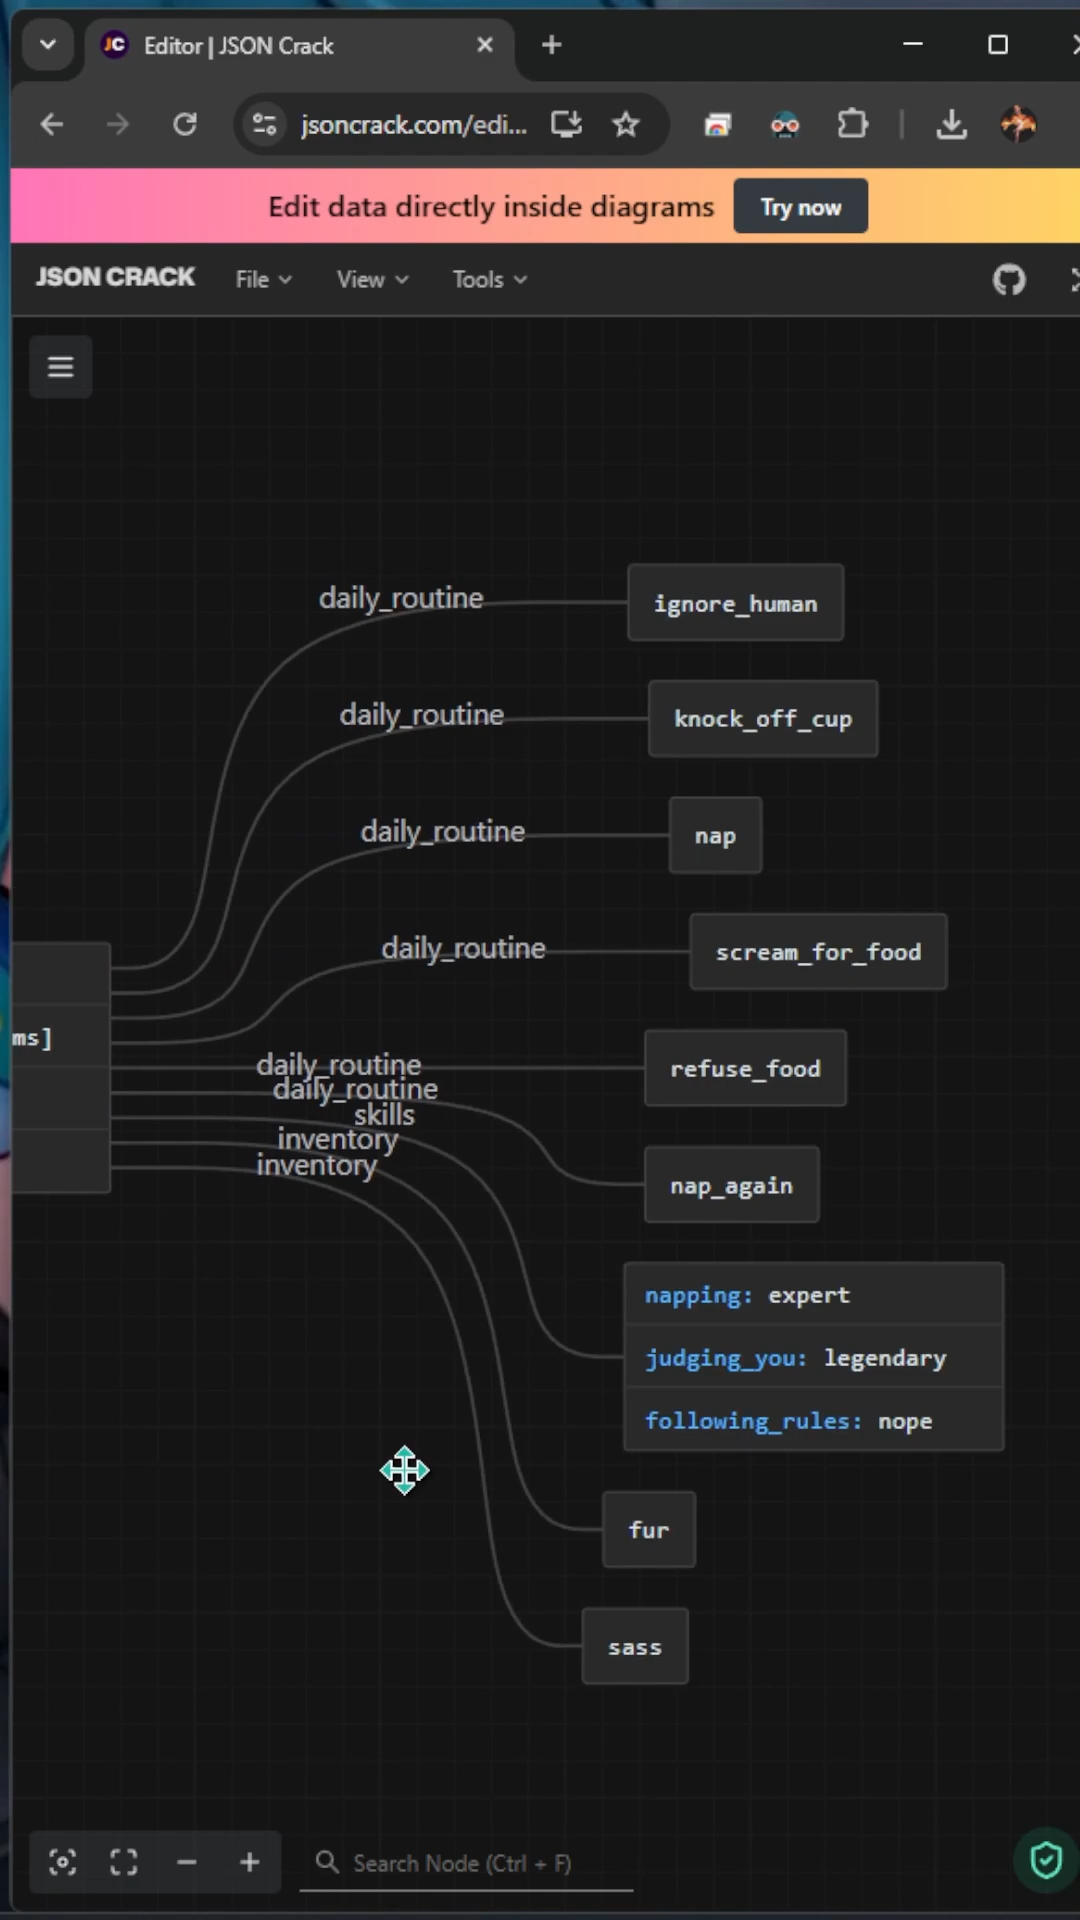 JC Editor | JSON Crack
jsoncrack.com/edi...
Edit data directly inside diagrams Try now
JSON CRACK File View Tools
daily_routine ignore_human
daily_routine knock_off_cup
daily_routine nap
daily_routine scream_for_food
ms]
daily_routine refuse_food
daily_routine
skills
inventory
inventory
nap_again
napping: expert
judging_you: legendary
following_rules: nope
fur
sass
Search Node (Ctrl + F)